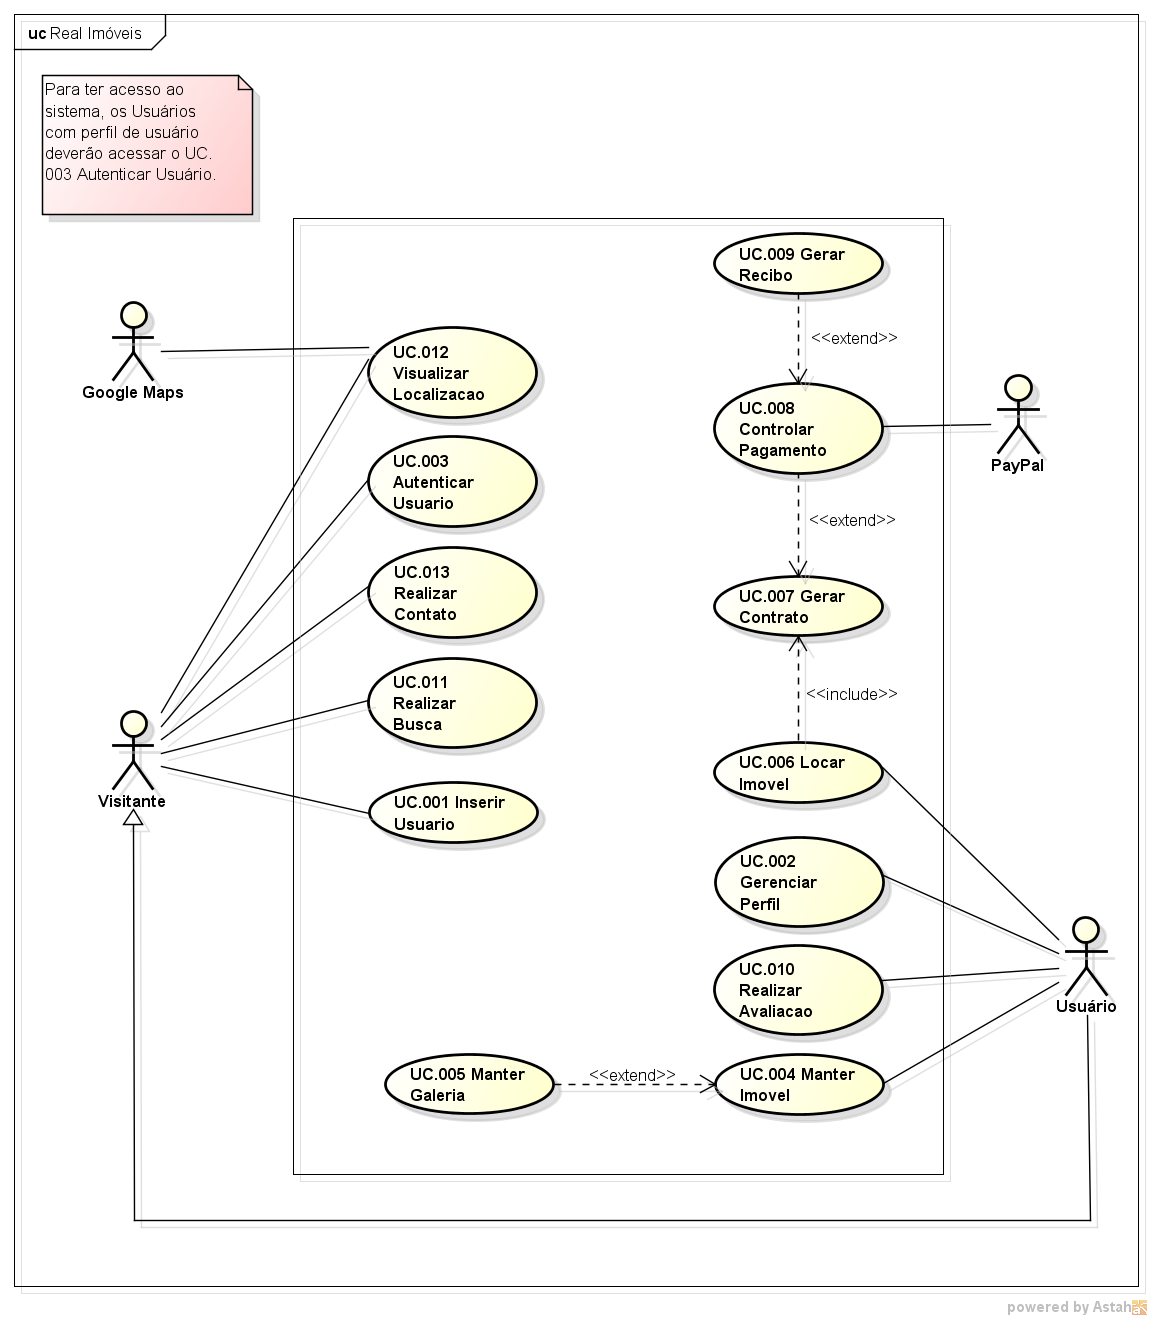 uc Real Imóveis
Para ter acesso ao
sistema, os Usuários
com perfil de usuário
deverão acessar o UC.
003 Autenticar Usuário.
UC.009 Gerar
Recibo
<<extend>>
Google Maps
UC.012
Visualizar
Localizacao
UC.008
Controlar
Pagamento
PayPal
UC.003
Autenticar
Usuario
<<extend>>
UC.013
Realizar
Contato
UC.007 Gerar
Contrato
UC.011
Realizar
Busca
<<include>>
UC.006 Locar
Imovel
Visitante
UC.001 Inserir
Usuario
UC.002
Gerenciar
Perfil
UC.010
Realizar
Avaliacao
Usuário
UC.005 Manter
Galeria
<<extend>>
UC.004 Manter
Imovel
powered by Astah